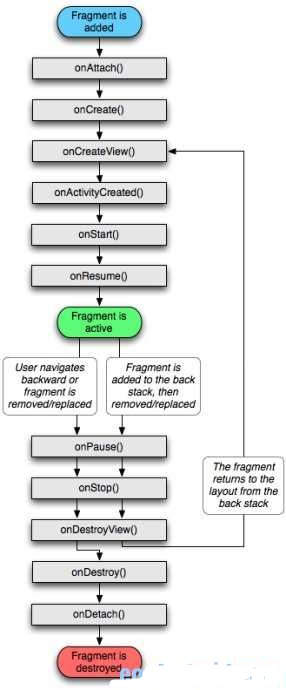 Fragment is
added
onAttach()
onCreate()
onCreateView()
onActivityCreated()
onStart()
onResume()
Fragment is
active
User navigates
backward or
fragment is
removed/replaced
Fragment is
added to the back
stack, then
removed/replaced
onPause()
onStop()
The fragment
returns to the
layout from the
back stack
onDestroyView()
onDestroy()
onDetach()
Fragment is
destroyed